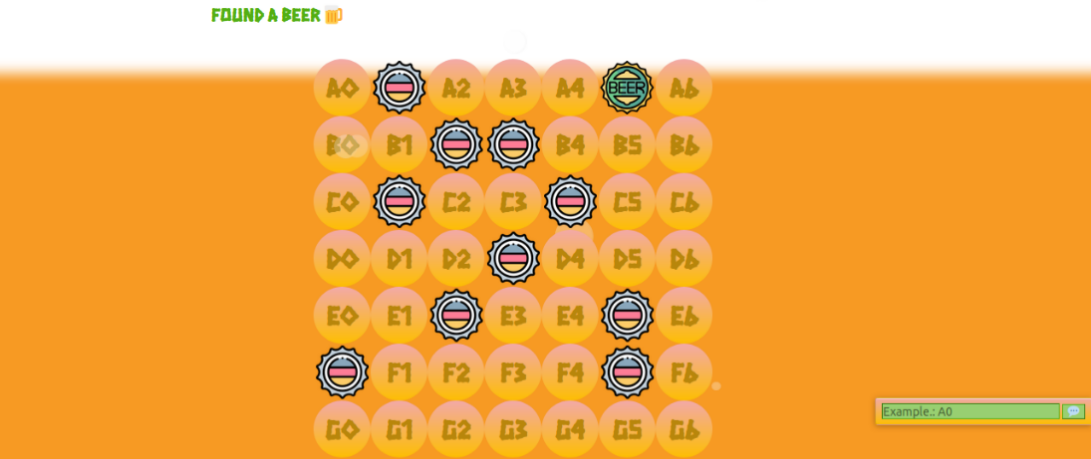 FOUND A BEER
A0 A2 A3 A4 BEER A6
B0 B1 B4 B5 B6
C0 C2 C3 C5 C6
D0 D1 D2 D4 D5 D6
E0 E1 E3 E4 E6
F1 F2 F3 F4 F6
Example.: A0
G0 G1 G2 G3 G4 G5 G6